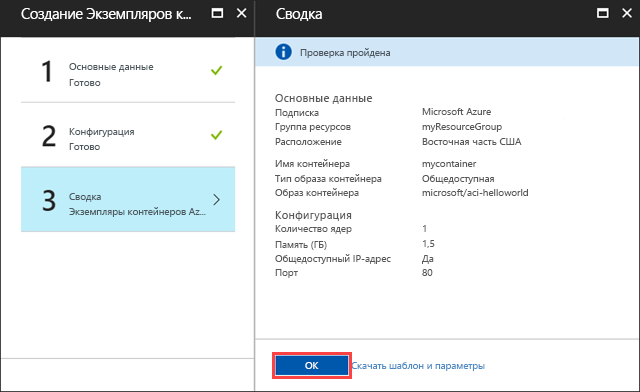 Создание Экземпляров к...
1
Основные данные
Готово
2
Конфигурация
Готово
3
Сводка
Экземпляры контейнеров Az...
Сводка
Проверка пройдена
Основные данные
Подписка Microsoft Azure
Группа ресурсов myResourceGroup
Расположение Восточная часть США
Имя контейнера mycontainer
Тип образа контейнера Общедоступная
Образ контейнера microsoft/aci-helloworld
Конфигурация
Количество ядер 1
Память (ГБ) 1,5
Общедоступный IP-адрес Да
Порт 80
ОК
Скачать шаблон и параметры